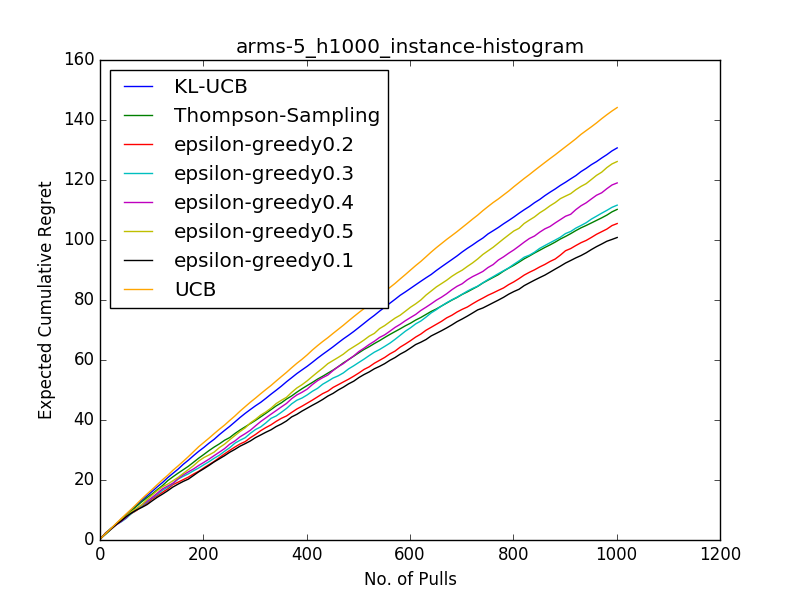 arms-5_h1000_instance-histogram
160
140
120
100
80
60
40
20
0
Expected Cumulative Regret
KL-UCB
Thompson-Sampling
epsilon-greedy0.2
epsilon-greedy0.3
epsilon-greedy0.4
epsilon-greedy0.5
epsilon-greedy0.1
UCB
0 200 400 600 800 1000 1200
No. of Pulls